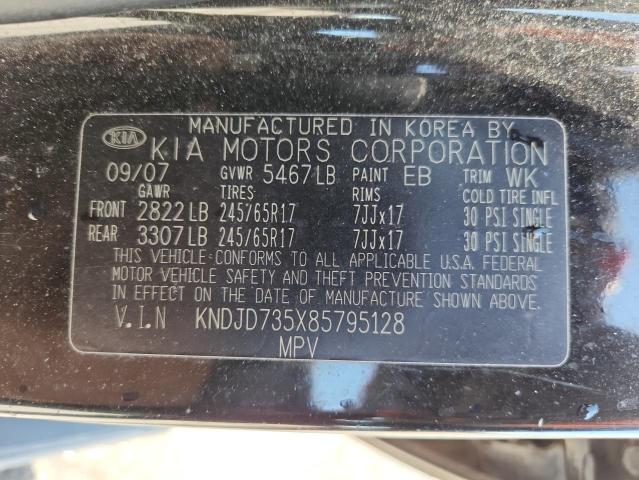 MANUFACTURED IN KOREA BY
KIA KIA MOTORS CORPORATION
09/07 GVWR 5467LB PAINT EB TRIM WK
GAWR TIRES RIMS COLD TIRE INFL
FRONT 2822LB 245/65R17 7JJx17 30 PSI SINGLE
REAR 3307LB 245/65R17 7JJx17 30 PSI SINGLE
THIS VEHICLE-CONFORMS TO ALL APPLICABLE U.S.A. FEDERAL
MOTOR VEHICLE SAFETY AND THEFT PREVENTION STANDARDS
IN EFFECT ON THE DATE OF MANUFACTURE SHOWN ABOVE.
V.I.N KNDJD735X85795128
MPV